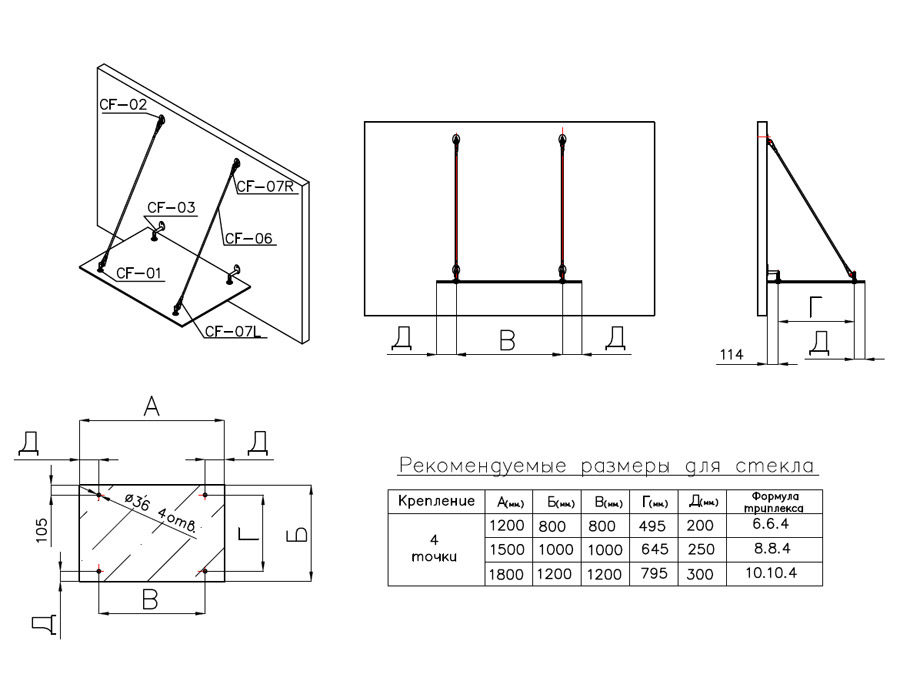 CF-02
CF-07R
CF-03
CF-06
CF-01
CF-07L
Д
В
Д
Г
114
Д
А
Д
Д
ø36 4отв.
105
Г
Б
В
Д
Рекомендуемые размеры для стекла
Крепление А(мм.) Б(мм.) В(мм.) Г(мм.) Д(мм.) Формула триплекса
4 точки
1200 800 800 495 200 6.6.4
1500 1000 1000 645 250 8.8.4
1800 1200 1200 795 300 10.10.4